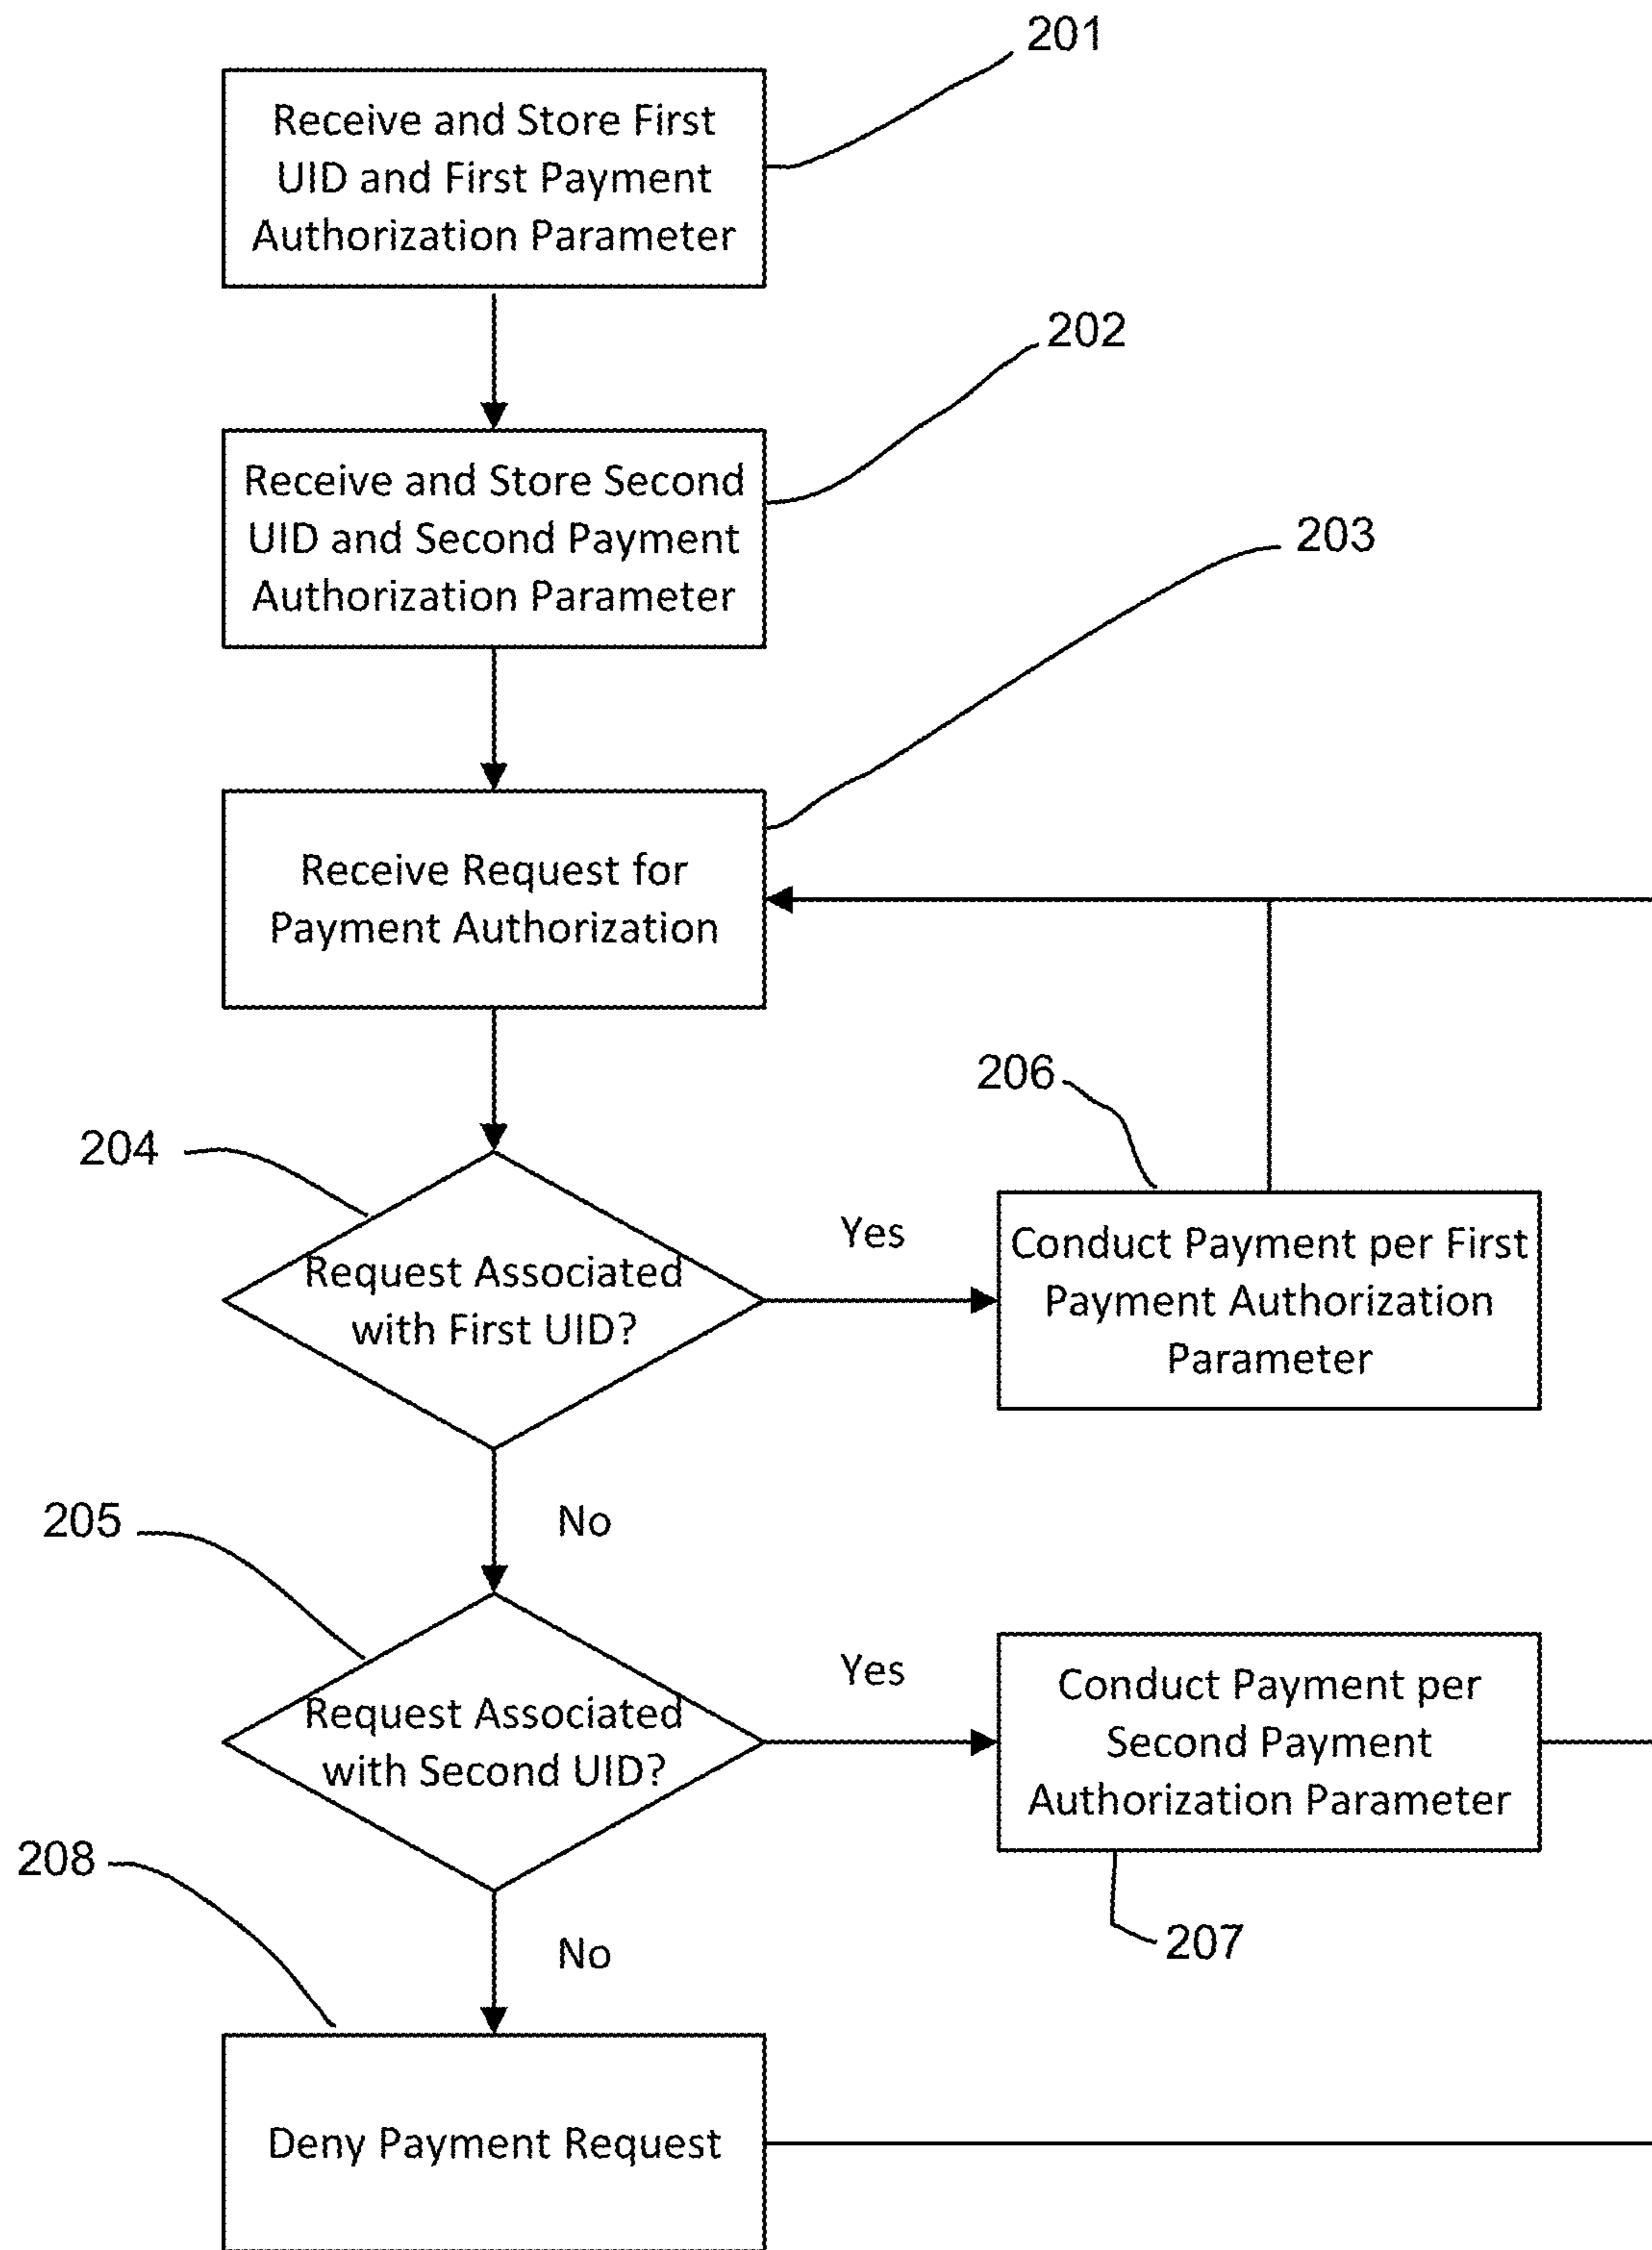 201
Receive and Store First
UID and First Payment
Authorization Parameter
202
Receive and Store Second
UID and Second Payment
Authorization Parameter
203
Receive Request for
Payment Authorization
206
204
Yes
Request Associated
with First UID?
Conduct Payment per First
Payment Authorization
Parameter
205
No
Yes
Request Associated
with Second UID?
Conduct Payment per
Second Payment
Authorization Parameter
208
207
No
Deny Payment Request